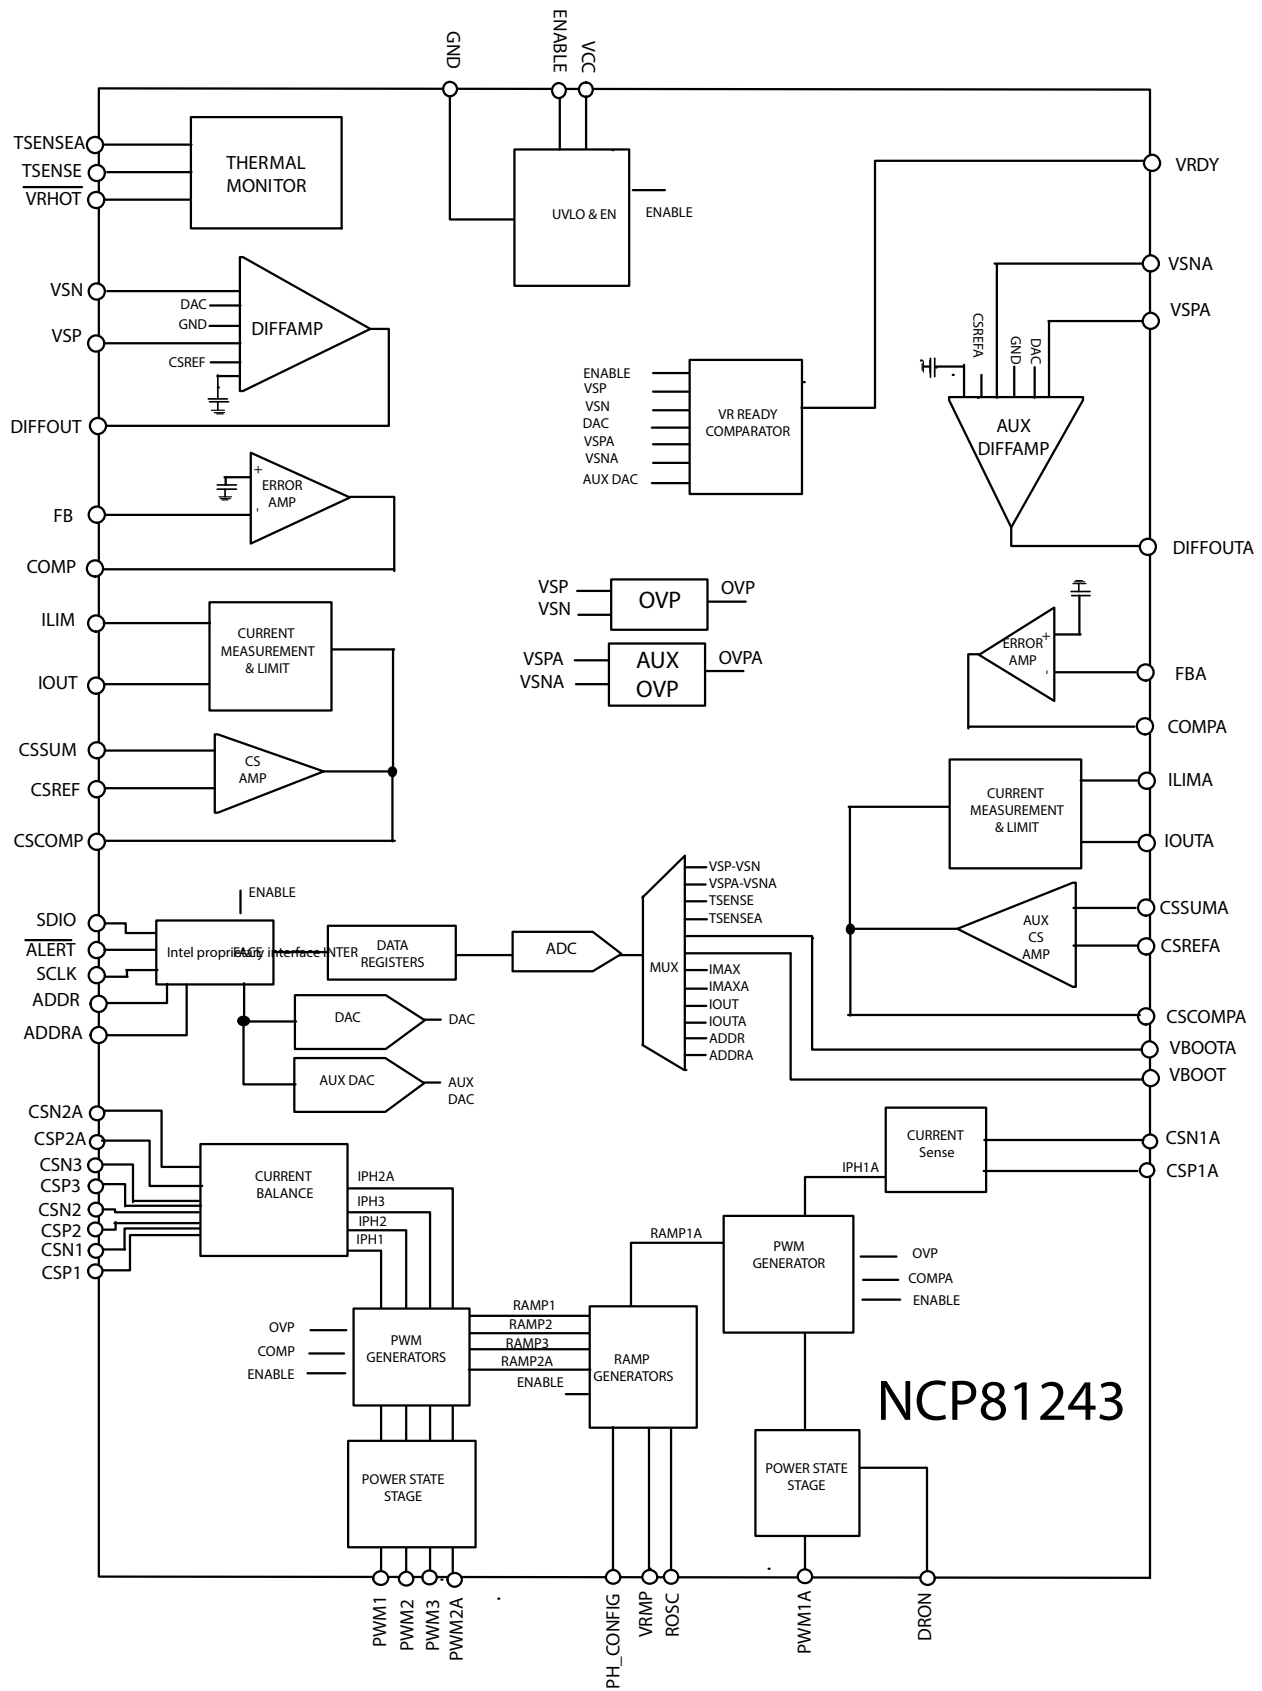 GND
ENABLE
VCC
TSENSEA
TSENSE
VRHOT
THERMAL
MONITOR
UVLO & EN
ENABLE
VRDY
VSN
DAC
GND
VSP
CSREF
DIFFAMP
DIFFOUT
VSNA
VSPA
CSREFA
GND
DAC
AUX
DIFFAMP
DIFFOUTA
ENABLE
VSP
VSN
DAC
VSPA
VSNA
AUX DAC
VR READY
COMPARATOR
+
ERROR
AMP
-
FB
COMP
VSP
VSN
OVP
OVP
VSPA
VSNA
AUX
OVP
OVPA
ERROR
AMP
+
-
FBA
COMPA
ILIM
IOUT
CURRENT
MEASUREMENT
& LIMIT
CSSUM
CSREF
CS
AMP
CSCOMP
CURRENT
MEASUREMENT
& LIMIT
ILIMA
IOUTA
AUX
CS
AMP
CSSUMA
CSREFA
CSCOMPA
VBOOTA
VBOOT
ENABLE
SDIO
ALERT
SCLK
ADDR
ADDRA
Intel proprietary interface INTERFACE
DATA
REGISTERS
ADC
MUX
VSP-VSN
VSPA-VSNA
TSENSE
TSENSEA
IMAX
IMAXA
IOUT
IOUTA
ADDR
ADDRA
DAC
DAC
AUX DAC
AUX
DAC
CSN2A
CSP2A
CSN3
CSP3
CSN2
CSP2
CSN1
CSP1
CURRENT
BALANCE
IPH2A
IPH3
IPH2
IPH1
CURRENT
Sense
CSN1A
CSP1A
IPH1A
RAMP1A
PWM
GENERATOR
OVP
COMPA
ENABLE
OVP
COMP
ENABLE
PWM
GENERATORS
RAMP1
RAMP2
RAMP3
RAMP2A
ENABLE
RAMP
GENERATORS
NCP81243
POWER STATE
STAGE
POWER STATE
STAGE
PWM1
PWM2
PWM3
PWM2A
PH_CONFIG
VRMP
ROSC
PWM1A
DRON